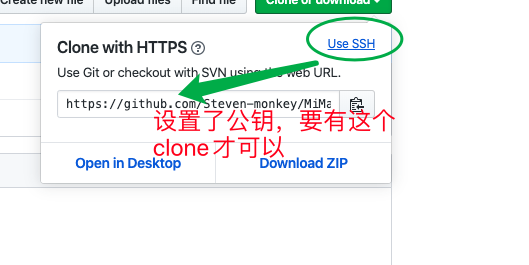 Create new file Upload files Find file Clone or download
Clone with HTTPS ? Use SSH
Use Git or checkout with SVN using the web URL.
https://github.com/Steven-monkey/MiMa
设置了公钥，要有这个
clone才可以
Open in Desktop Download ZIP